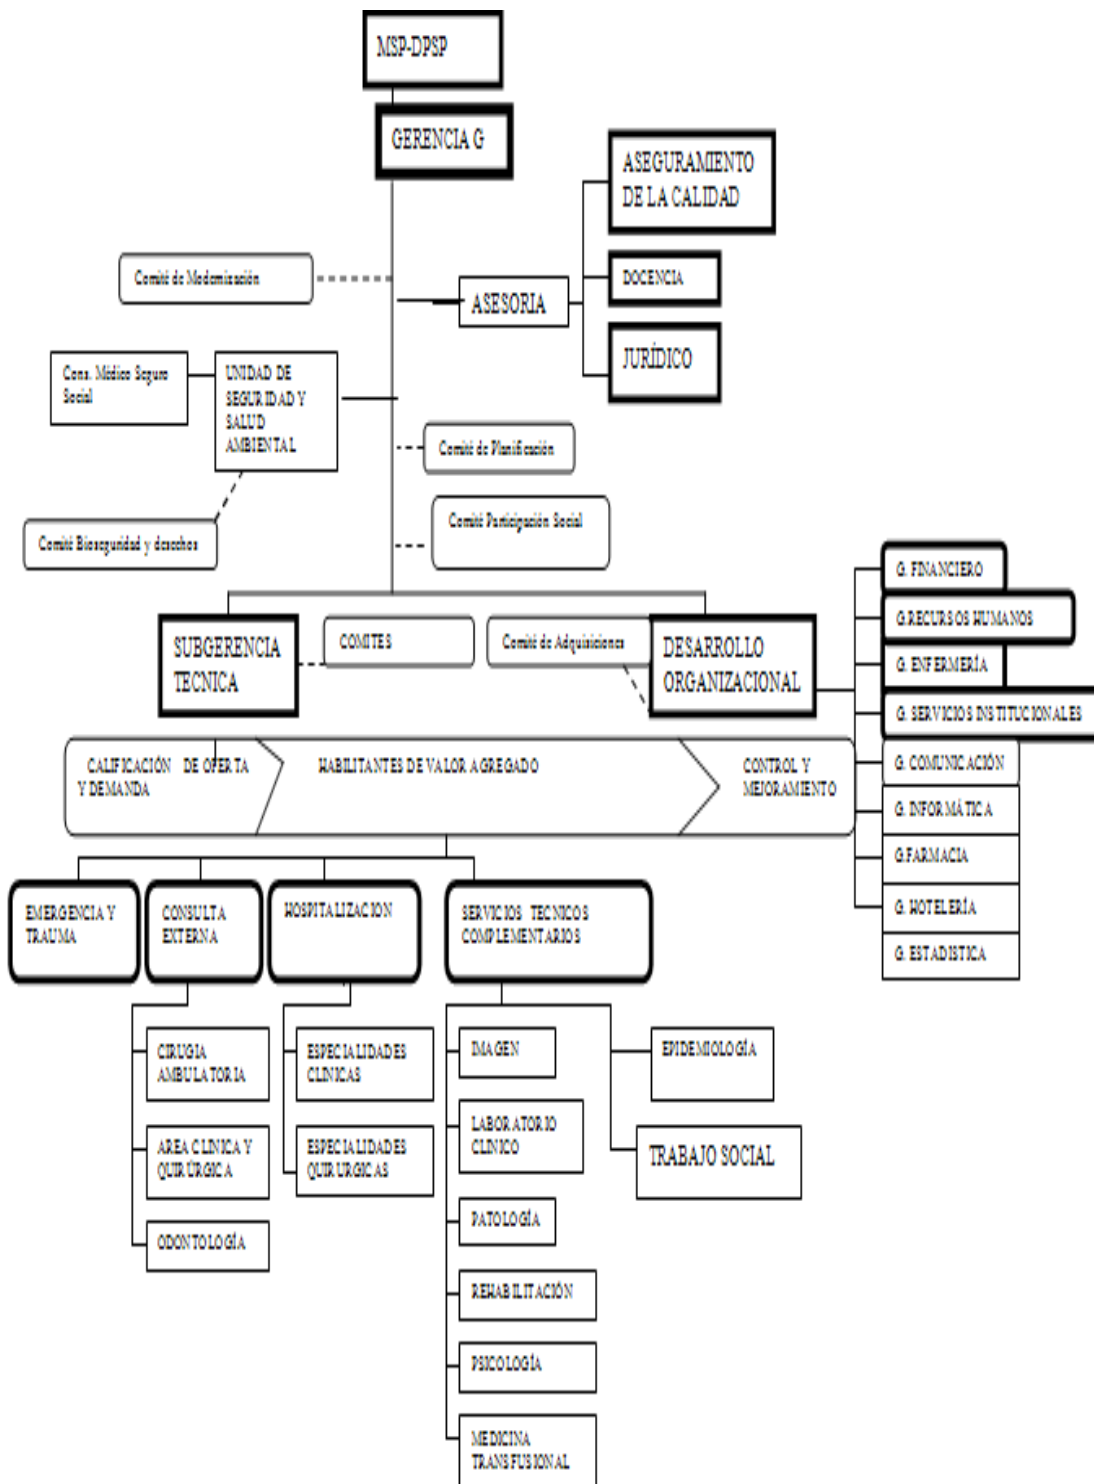 MSP-DPSP
GERENCIA G
ASEGURAMIENTO
DE LA CALIDAD
Comité de Modernización
DOCENCIA
ASESORIA
JURÍDICO
Cons. Médico Seguro
Social
UNIDAD DE
SEGURIDAD Y
SALUD
AMBIENTAL
Comité de Planificación
Comité Participación Social
Comité Bioseguridad y desechos
G. FINANCIERO
G.RECURSOS HUMANOS
G. ENFERMERÍA
G. SERVICIOS INSTITUCIONALES
G. COMUNICACIÓN
G. INFORMÁTICA
G.FARMACIA
G. HOTELERÍA
G. ESTADISTICA
SUBGERENCIA
TECNICA
COMITES
Comité de Adquisiciones
DESARROLLO
ORGANIZACIONAL
CALIFICACIÓN DE OFERTA
Y DEMANDA
HABILITANTES DE VALOR AGREGADO
CONTROL Y
MEJORAMIENTO
EMERGENCIA Y
TRAUMA
CONSULTA
EXTERNA
HOSPITALIZACION
SERVICIOS TECNICOS
COMPLEMENTARIOS
CIRUGIA
AMBULATORIA
AREA CLINICA Y
QUIRÚRGICA
ODONTOLOGÍA
ESPECIALIDADES
CLÍNICAS
ESPECIALIDADES
QUIRURGICAS
IMAGEN
LABORATORIO
CLINICO
PATOLOGÍA
REHABILITACIÓN
PSICOLOGÍA
MEDICINA
TRANSFUSIONAL
EPIDEMIOLOGÍA
TRABAJO SOCIAL